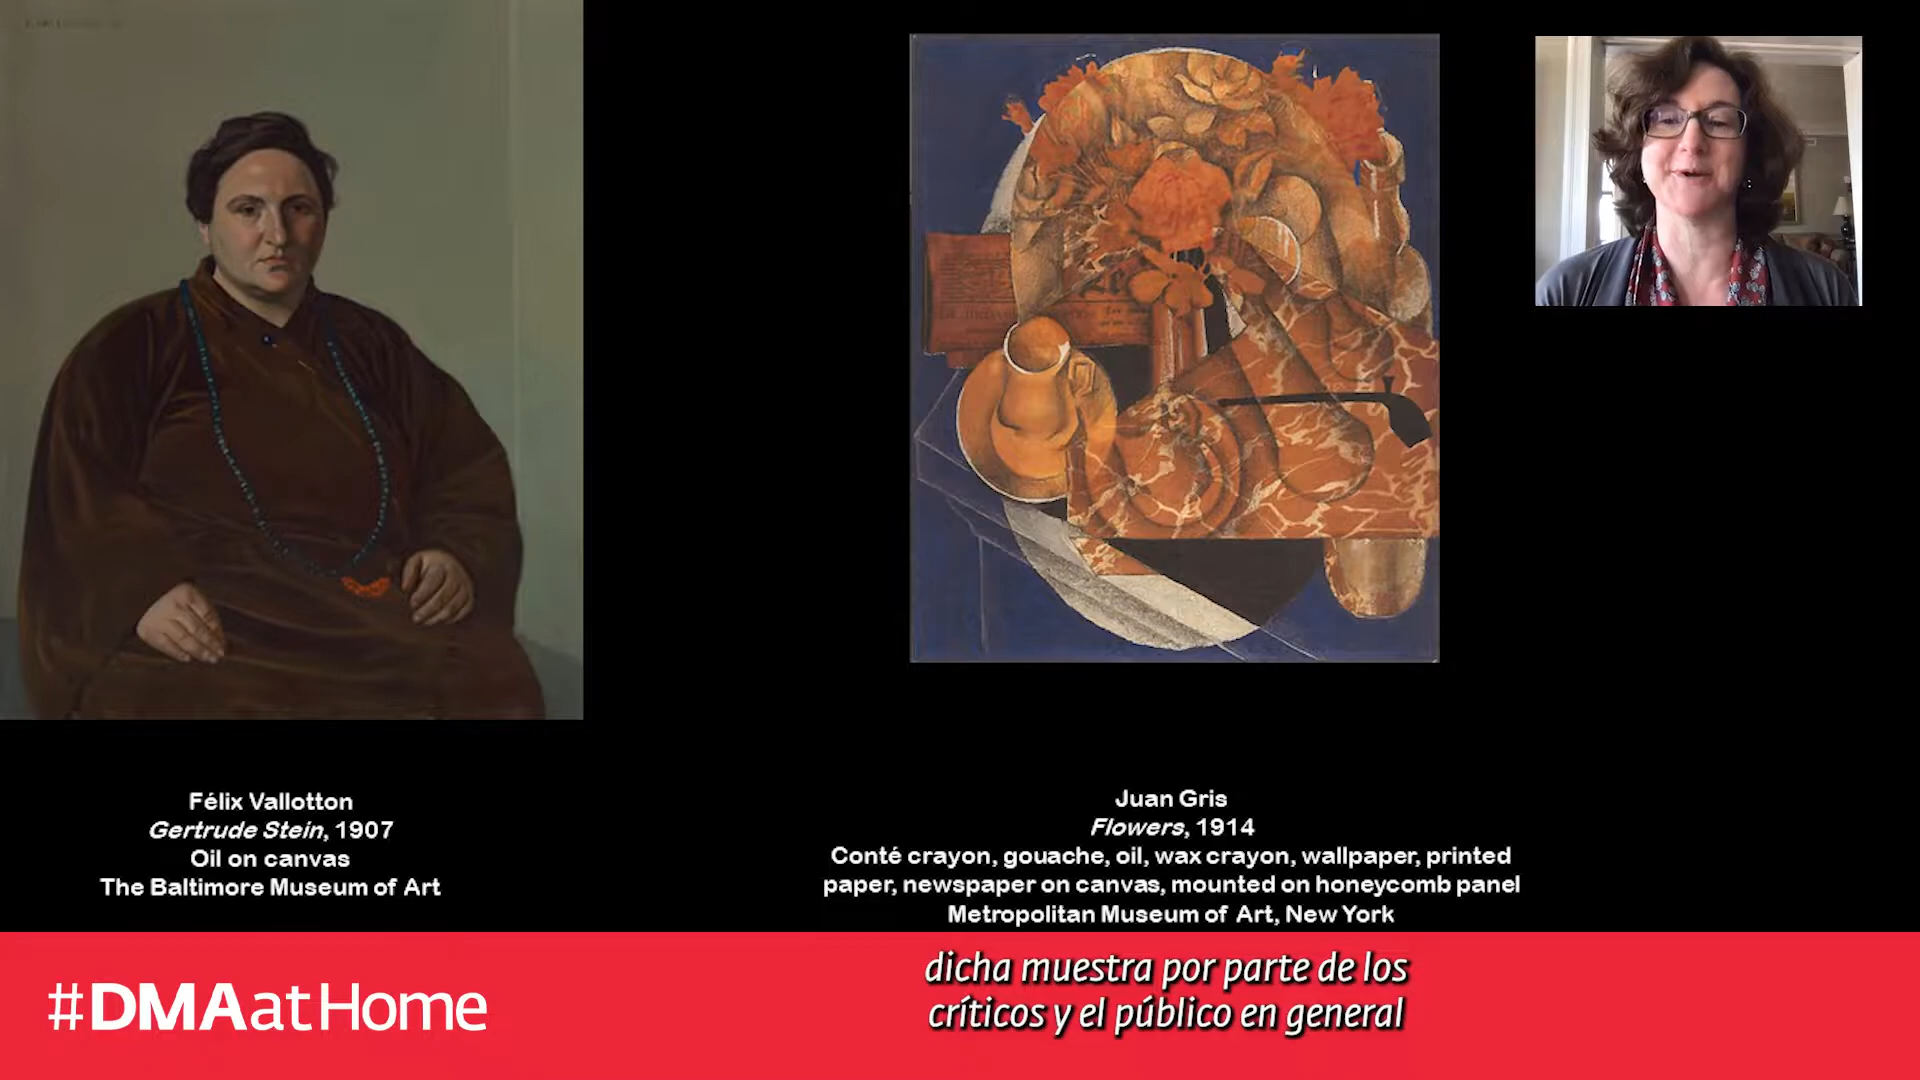 Félix Vallotton
Gertrude Stein, 1907
Oil on canvas
The Baltimore Museum of Art
Juan Gris
Flowers, 1914
Conté crayon, gouache, oil, wax crayon, wallpaper, printed
paper, newspaper on canvas, mounted on honeycomb panel
Metropolitan Museum of Art, New York
#DMAatHome
dicha muestra por parte de los
críticos y el público en general